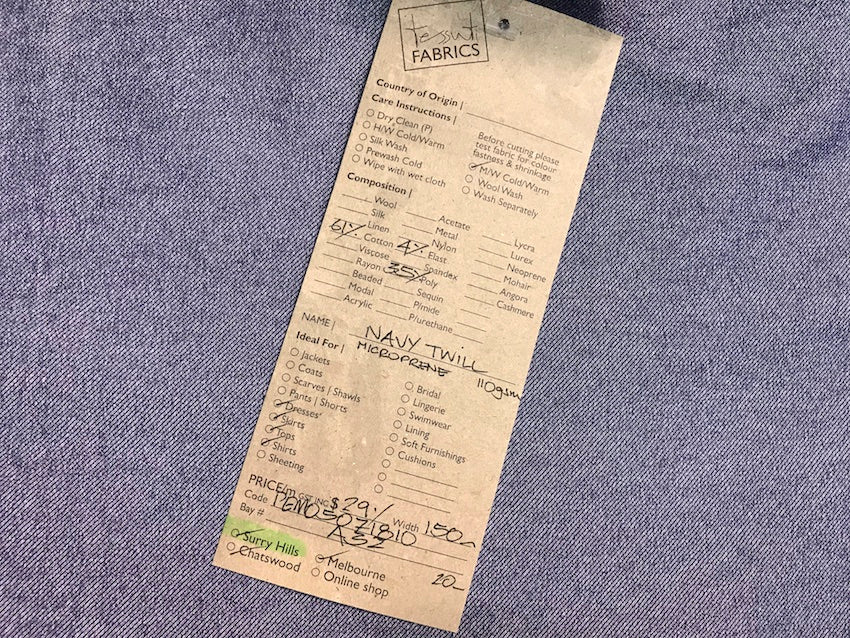 tessuti
FABRICS
Country of Origin |
Care Instructions |
Dry Clean (P)
H/W Cold/Warm
Silk Wash
Prewash Cold
Wipe with wet cloth
Before cutting please
test fabric for colour
fastness & shrinkage
M/W Cold/Warm
Wool Wash
Wash Separately
Composition |
Wool
Silk
Linen
61% Cotton
Viscose
Rayon
Beaded
Modal
Acrylic
Acetate
Metal
Nylon
4% Elast
Spandex
35% Poly
Sequin
P/mide
P/urethane
Lycra
Lurex
Neoprene
Mohair
Angora
Cashmere
NAME | NAVY TWILL
MICROPRENE 110gsm
Ideal For |
Jackets
Coats
Scarves | Shawls
Pants | Shorts
Dresses
Skirts
Tops
Shirts
Sheeting
Bridal
Lingerie
Swimwear
Lining
Soft Furnishings
Cushions
PRICE/m GST INC $29./ Width 150
Code 5071810
Bay # A32
Surry Hills
Chatswood
Melbourne
Online shop
20-